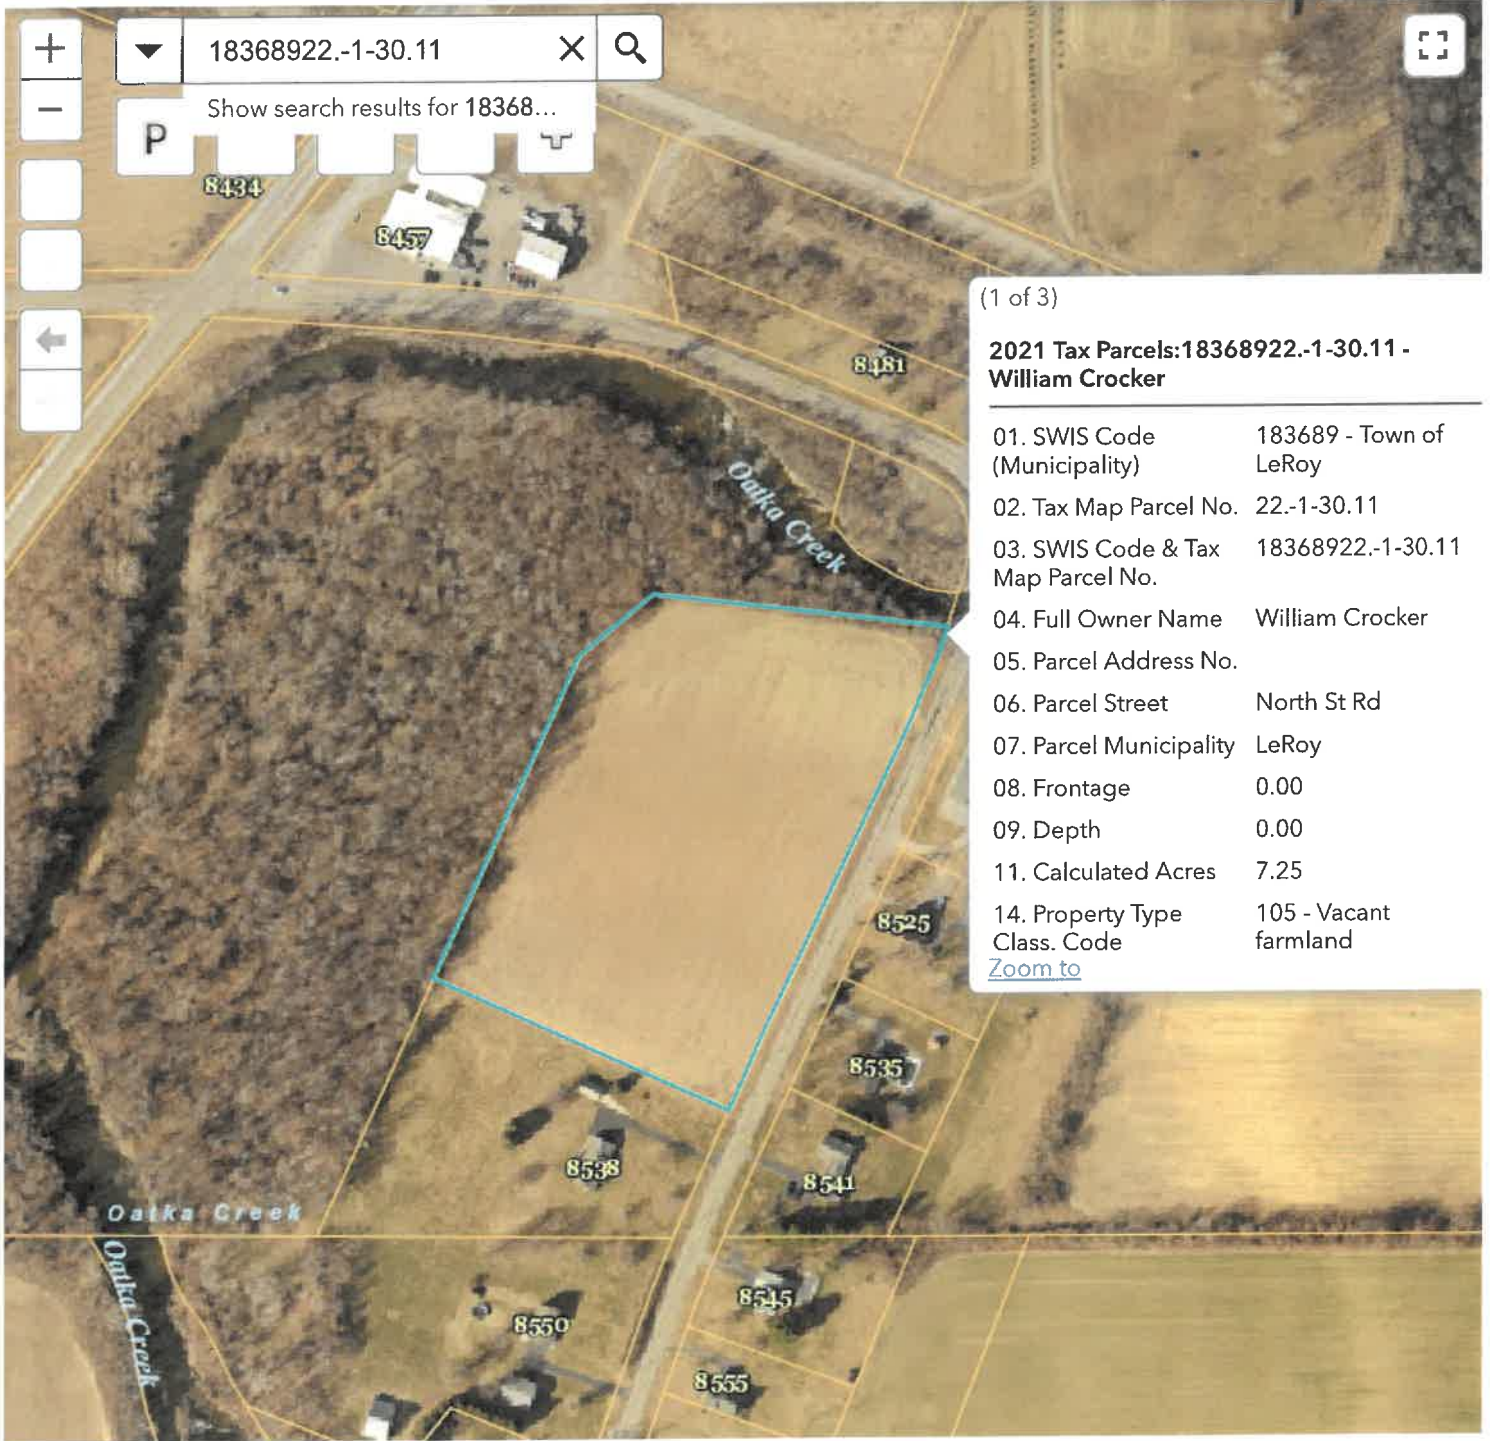 +
18368922.-1-30.11 X
−
Show search results for 18368...
P
8434
8457
(1 of 3)
2021 Tax Parcels:18368922.-1-30.11 -
William Crocker
8481
01. SWIS Code 183689 - Town of
(Municipality) LeRoy
Oatka Creek
02. Tax Map Parcel No. 22.-1-30.11
03. SWIS Code & Tax 18368922.-1-30.11
Map Parcel No.
04. Full Owner Name William Crocker
05. Parcel Address No.
06. Parcel Street North St Rd
07. Parcel Municipality LeRoy
08. Frontage 0.00
09. Depth 0.00
11. Calculated Acres 7.25
14. Property Type 105 - Vacant
Class. Code farmland
Zoom to
8525
8535
8538
8541
Oatka Creek
Oatka Creek
8545
8550
8555